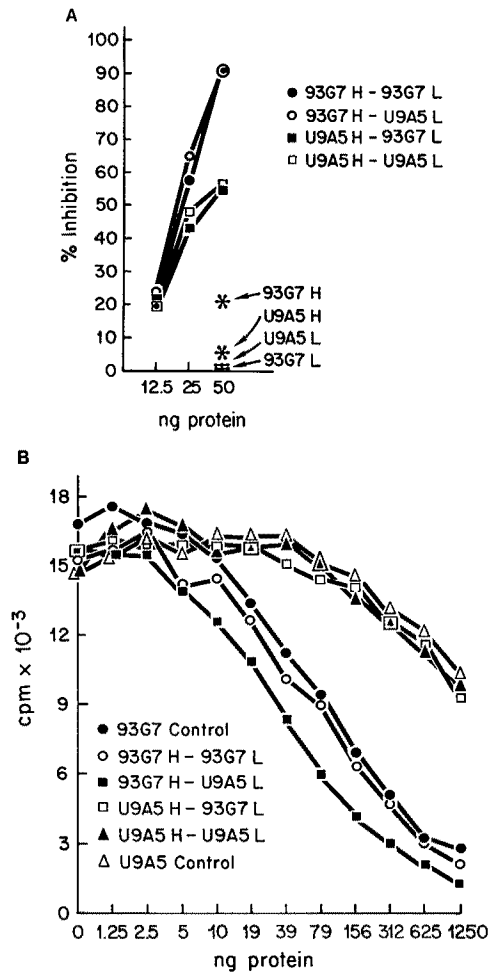 A
100
90
80
70
60
50
40
30
20
10
0
% Inhibition
12.5 25 50
ng protein
93G7 H - 93G7 L
93G7 H - U9A5 L
U9A5 H - 93G7 L
U9A5 H - U9A5 L
93G7 H
U9A5 H
U9A5 L
93G7 L
B
18
15
12
9
6
3
0
cpm x 10⁻³
93G7 Control
93G7 H - 93G7 L
93G7 H - U9A5 L
U9A5 H - 93G7 L
U9A5 H - U9A5 L
U9A5 Control
0 1.25 2.5 5 10 19 39 79 156 312 625 1250
ng protein